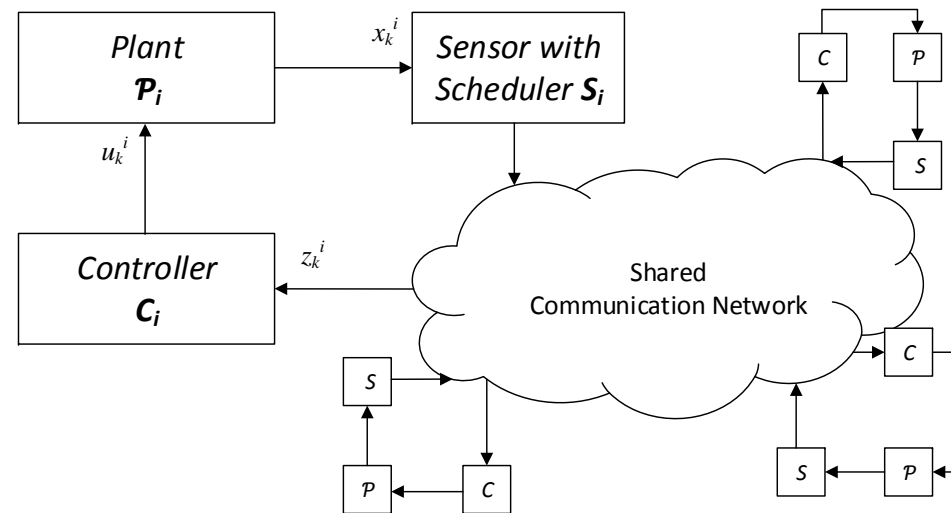 Plant
𝓟i
xₖⁱ
Sensor with
Scheduler Si
uₖⁱ
Controller
Ci
zₖⁱ
Shared
Communication Network
C
𝓟
S
S
𝓟
C
C
S
𝓟